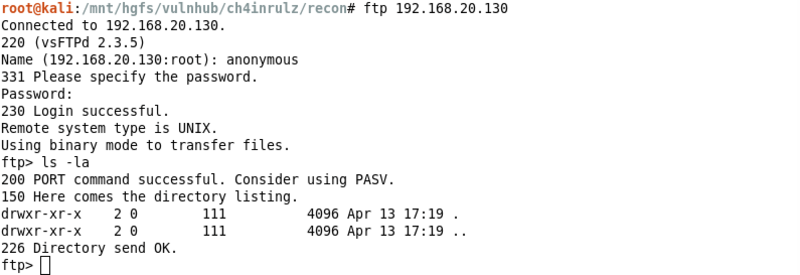 root@kali:/mnt/hgfs/vulnhub/ch4inrulz/recon# ftp 192.168.20.130
Connected to 192.168.20.130.
220 (vsFTPd 2.3.5)
Name (192.168.20.130:root): anonymous
331 Please specify the password.
Password:
230 Login successful.
Remote system type is UNIX.
Using binary mode to transfer files.
ftp> ls -la
200 PORT command successful. Consider using PASV.
150 Here comes the directory listing.
drwxr-xr-x    2 0        111          4096 Apr 13 17:19 .
drwxr-xr-x    2 0        111          4096 Apr 13 17:19 ..
226 Directory send OK.
ftp>